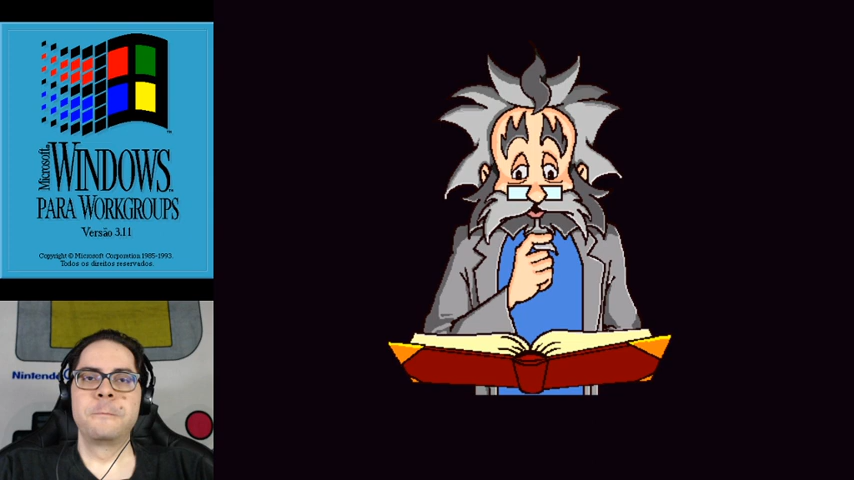 Microsoft
WINDOWS
PARA WORKGROUPS
Versão 3.11
Copyright © Microsoft Corporation 1985-1993.
Todos os direitos reservados.
Nintendo